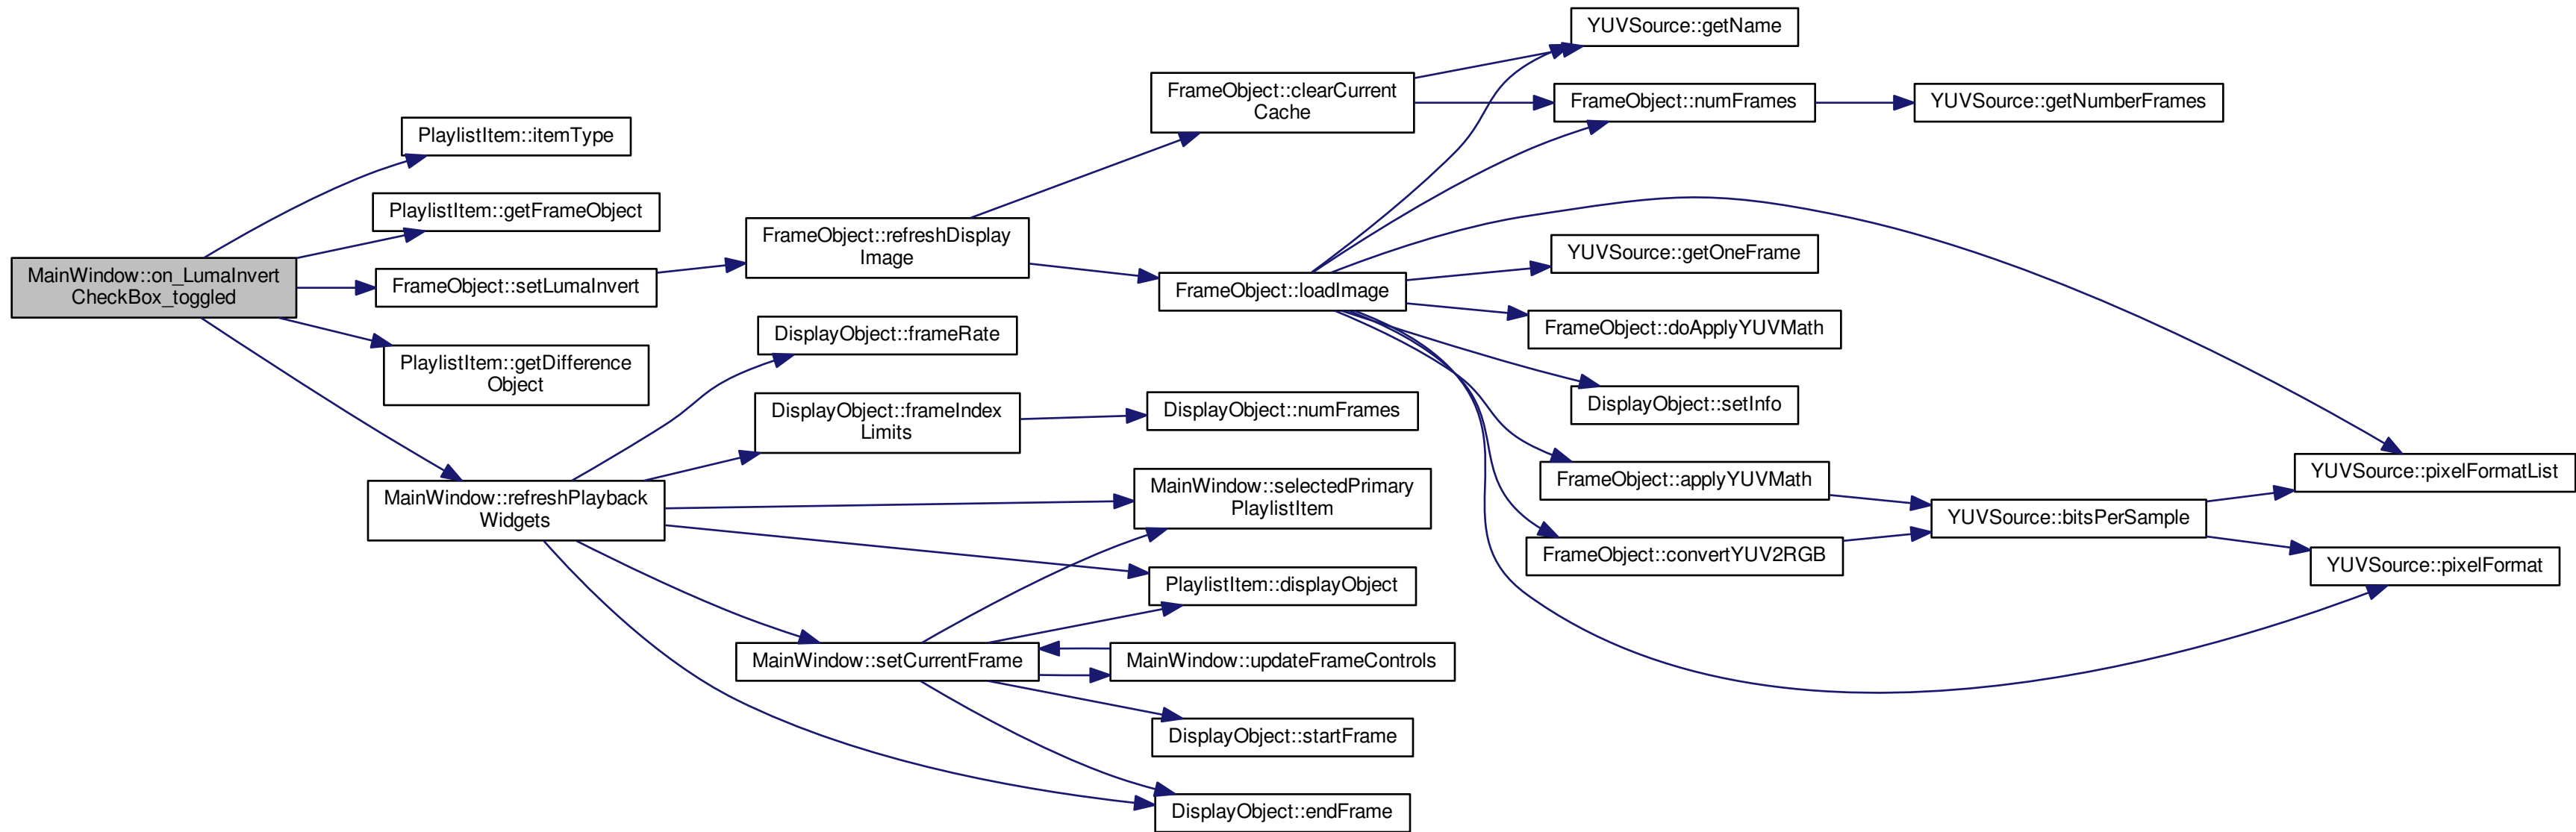 MainWindow::on_LumaInvert
CheckBox_toggled
PlaylistItem::itemType
PlaylistItem::getFrameObject
FrameObject::setLumaInvert
PlaylistItem::getDifference
Object
MainWindow::refreshPlayback
Widgets
FrameObject::refreshDisplay
Image
DisplayObject::frameRate
DisplayObject::frameIndex
Limits
MainWindow::setCurrentFrame
FrameObject::clearCurrent
Cache
FrameObject::loadImage
DisplayObject::numFrames
MainWindow::selectedPrimary
PlaylistItem
PlaylistItem::displayObject
MainWindow::updateFrameControls
DisplayObject::startFrame
DisplayObject::endFrame
YUVSource::getName
FrameObject::numFrames
YUVSource::getOneFrame
FrameObject::doApplyYUVMath
DisplayObject::setInfo
FrameObject::applyYUVMath
FrameObject::convertYUV2RGB
YUVSource::getNumberFrames
YUVSource::bitsPerSample
YUVSource::pixelFormatList
YUVSource::pixelFormat